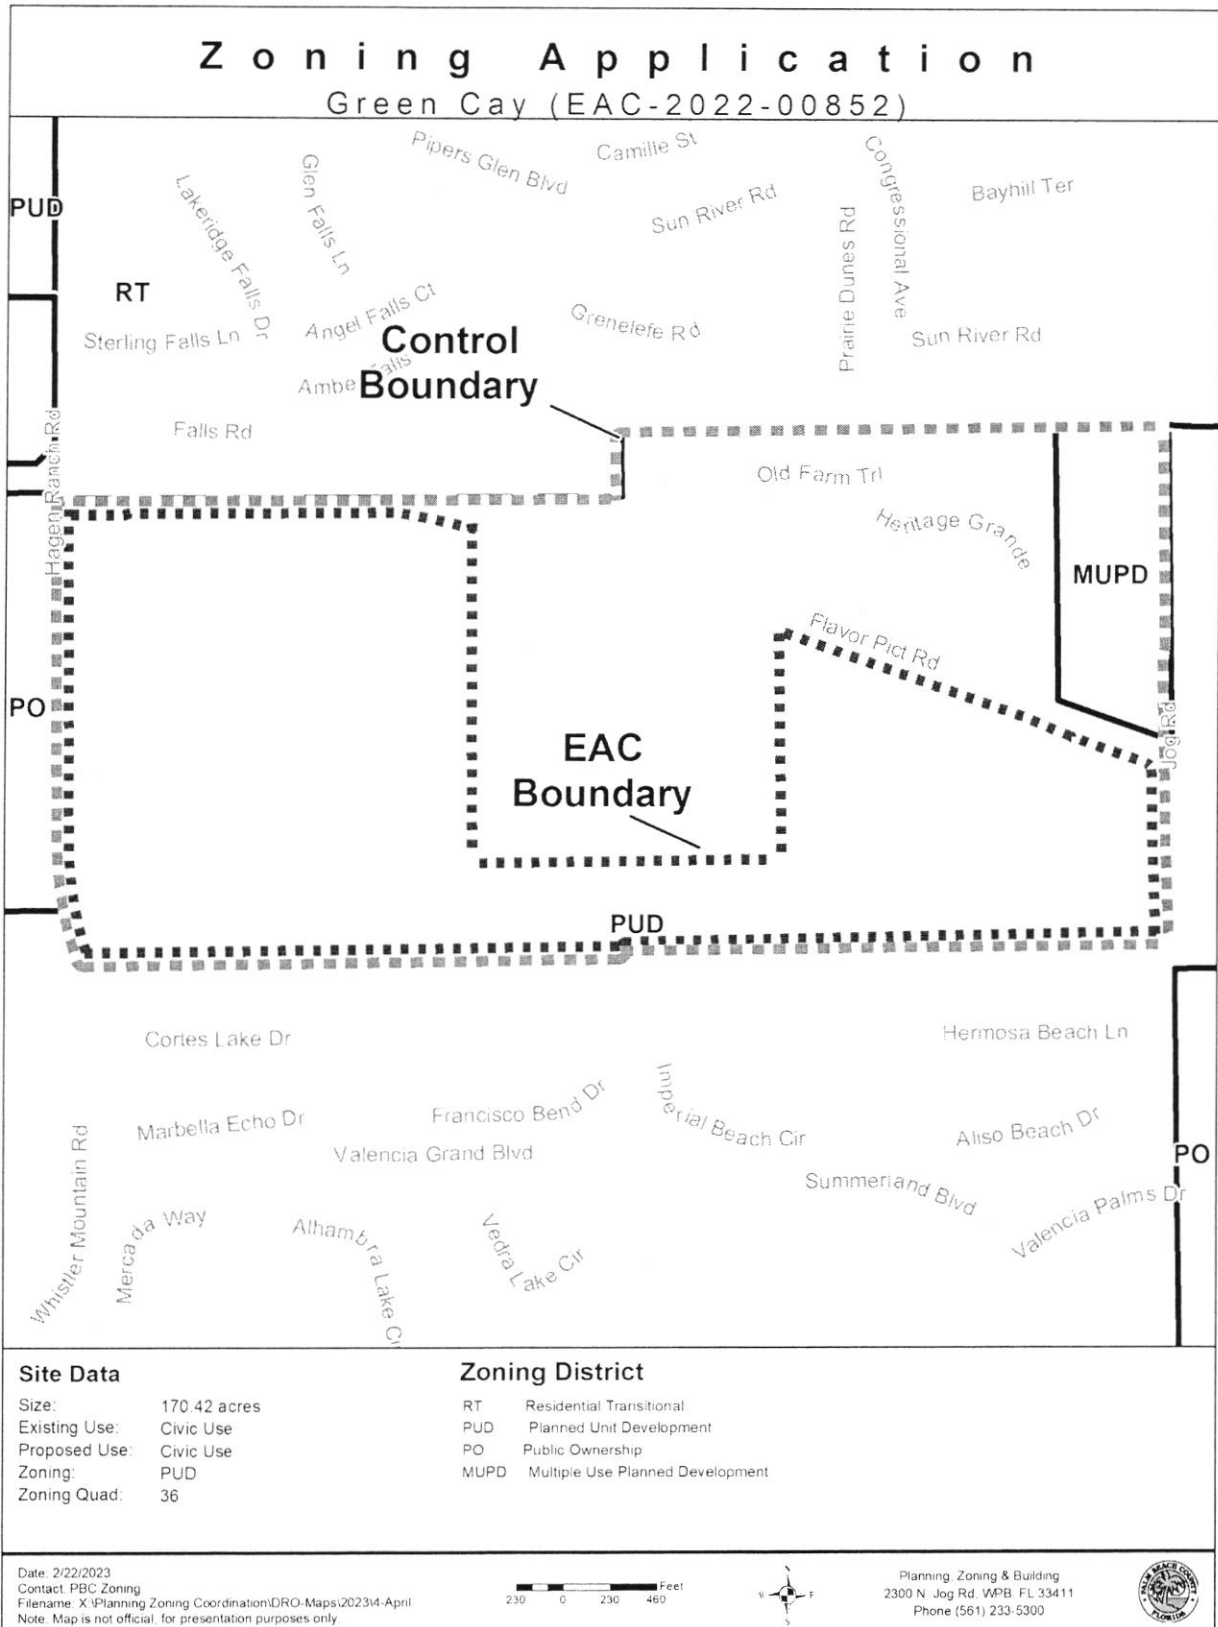 Zoning Application
Green Cay (EAC-2022-00852)
Pipers Glen Blvd
Camille St
Congressional Ave
Glen Falls Ln
Lakeridge Falls Dr
Sun River Rd
Prairie Dunes Rd
Bayhill Ter
PUD
RT
Sterling Falls Ln
Angel Falls Ct
Grenelefe Rd
Sun River Rd
Control
Boundary
Falls Rd
Hagen Ranch Rd
Old Farm Trl
Heritage Grande
MUPD
Flavor Pict Rd
PO
Jog Rd
EAC
Boundary
PUD
Cortes Lake Dr
Hermosa Beach Ln
Imperial Beach Cir
Francisco Bend Dr
Marbella Echo Dr
Aliso Beach Dr
Valencia Grand Blvd
PO
Whistler Mountain Rd
Summerland Blvd
Valencia Palms Dr
Mercada Way
Alhambra Lake Cir
Vedra Lake Cir
Site Data
Size: 170.42 acres
Existing Use: Civic Use
Proposed Use: Civic Use
Zoning: PUD
Zoning Quad: 36
Zoning District
RT Residential Transitional
PUD Planned Unit Development
PO Public Ownership
MUPD Multiple Use Planned Development
Date: 2/22/2023
Contact: PBC Zoning
Filename: X:\Planning Zoning Coordination\DRO-Maps\2023\4-April
Note: Map is not official, for presentation purposes only
Feet
230 0 230 460
Planning, Zoning & Building
2300 N. Jog Rd, WPB, FL 33411
Phone (561) 233-5300
PALM BEACH COUNTY
FLORIDA